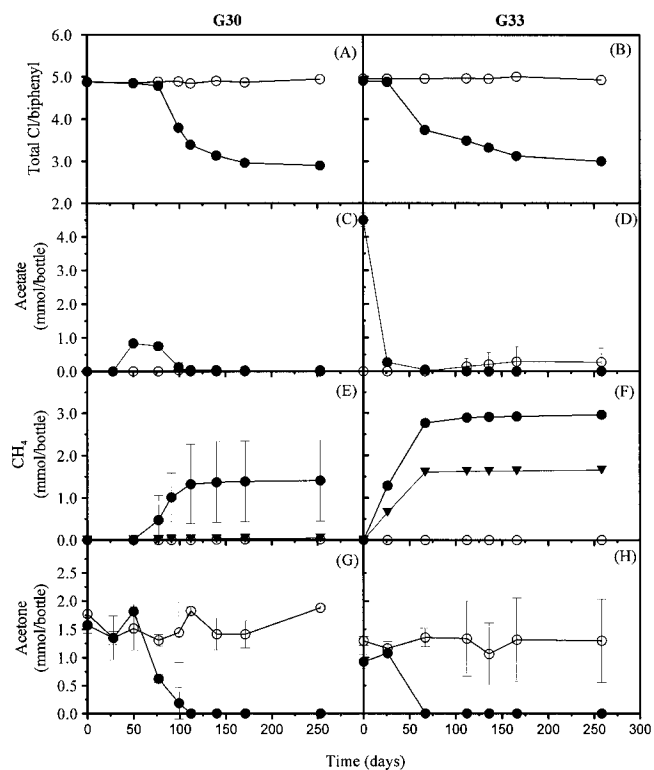 G30 G33
6.0 (A) (B)
5.0
4.0
3.0
2.0
Total Cl/biphenyl
(C) (D)
4.0
3.0
2.0
1.0
0.0
Acetate
(mmol/bottle)
(E) (F)
3.0
2.0
1.0
0.0
CH₄
(mmol/bottle)
2.5 (G) (H)
2.0
1.5
1.0
0.5
0.0
Acetone
(mmol/bottle)
0 50 100 150 200 250 0 50 100 150 200 250 300
Time (days)